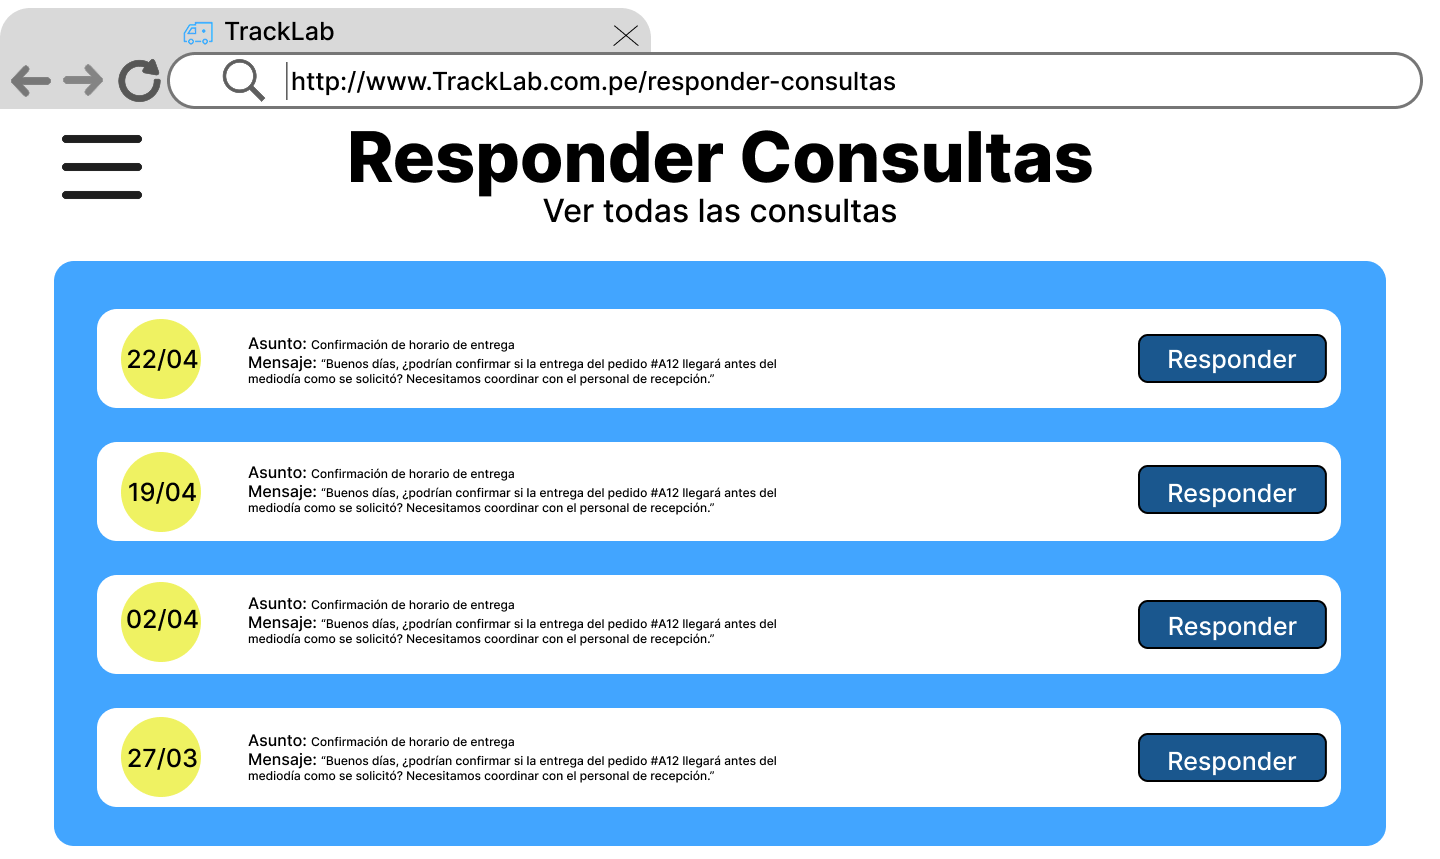 TrackLab
http://www.TrackLab.com.pe/responder-consultas
Responder Consultas
Ver todas las consultas
22/04
Asunto: Confirmación de horario de entrega
Mensaje: “Buenos días, ¿podrían confirmar si la entrega del pedido #A12 llegará antes del
mediodía como se solicitó? Necesitamos coordinar con el personal de recepción.”
Responder
19/04
Asunto: Confirmación de horario de entrega
Mensaje: “Buenos días, ¿podrían confirmar si la entrega del pedido #A12 llegará antes del
mediodía como se solicitó? Necesitamos coordinar con el personal de recepción.”
Responder
02/04
Asunto: Confirmación de horario de entrega
Mensaje: “Buenos días, ¿podrían confirmar si la entrega del pedido #A12 llegará antes del
mediodía como se solicitó? Necesitamos coordinar con el personal de recepción.”
Responder
27/03
Asunto: Confirmación de horario de entrega
Mensaje: “Buenos días, ¿podrían confirmar si la entrega del pedido #A12 llegará antes del
mediodía como se solicitó? Necesitamos coordinar con el personal de recepción.”
Responder